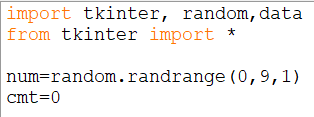 import tkinter, random,data
from tkinter import *
num=random.randrange(0,9,1)
cmt=0